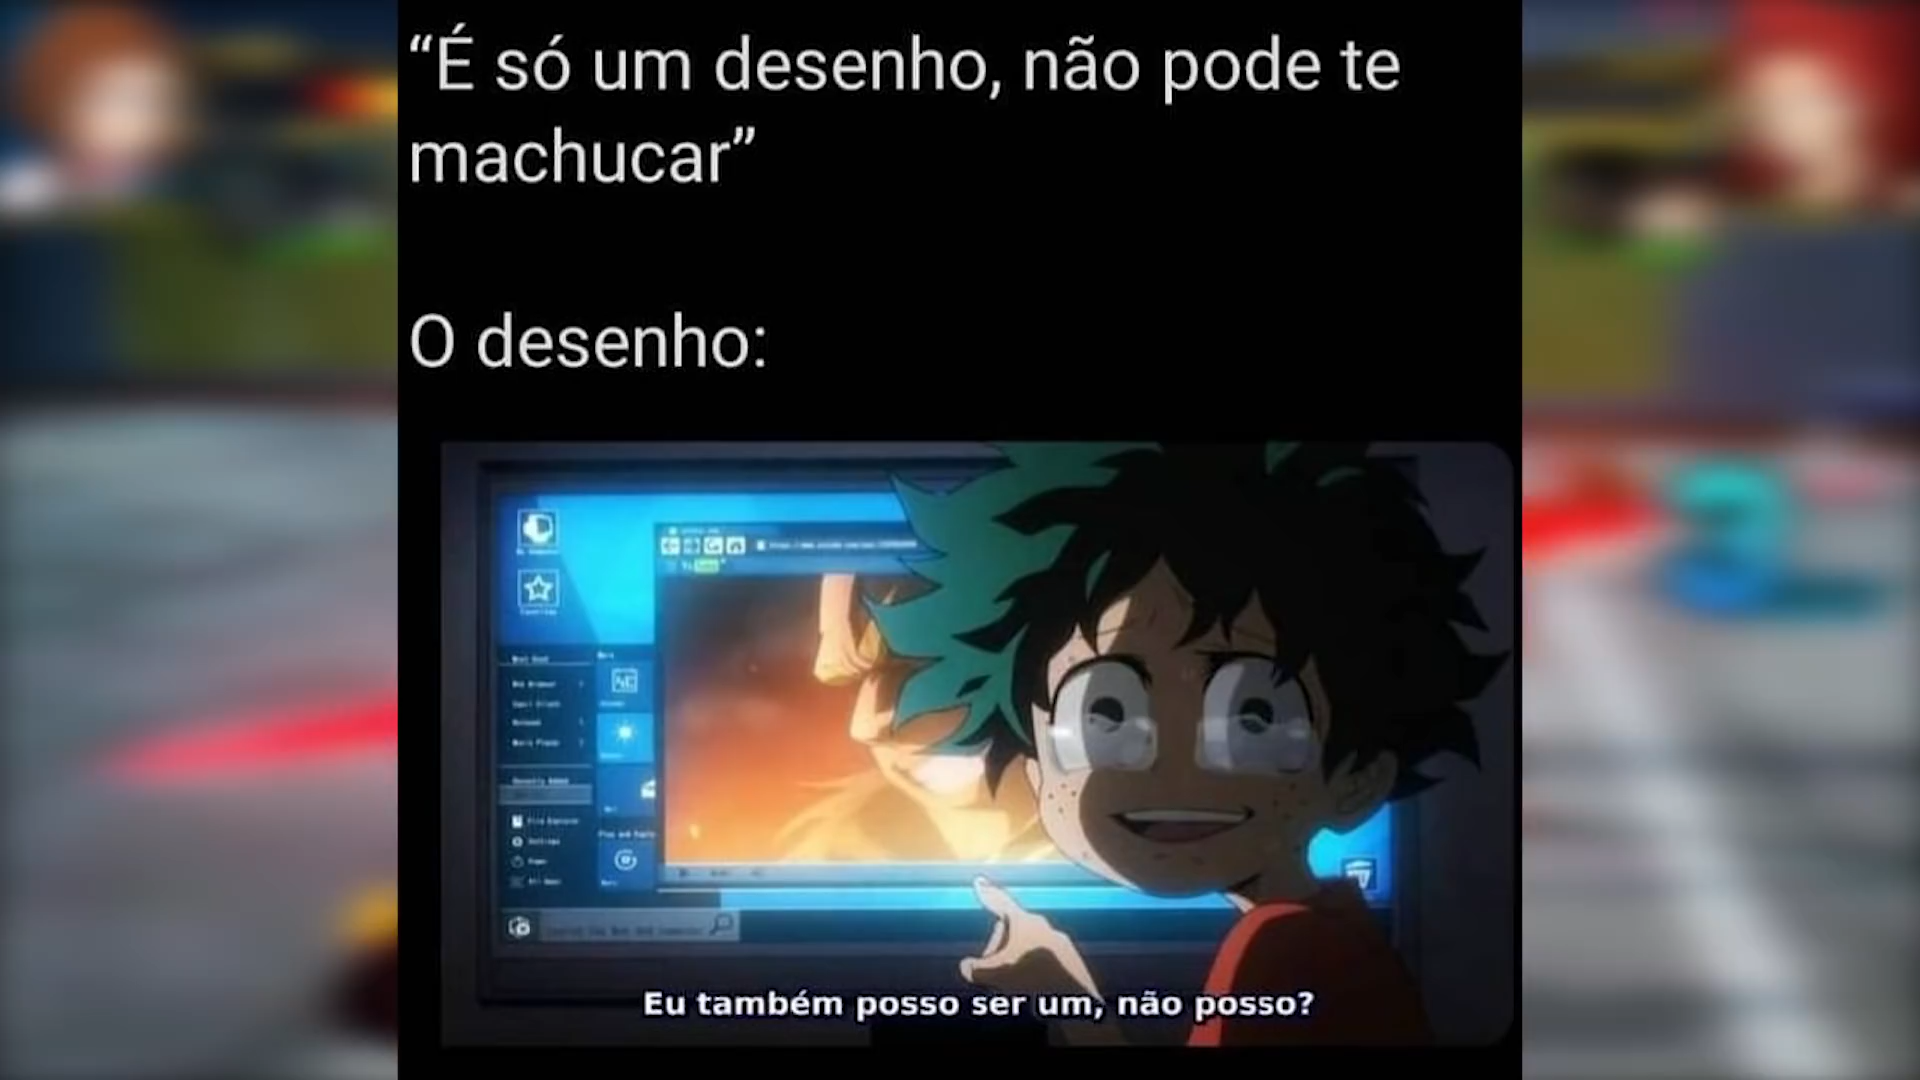 “É só um desenho, não pode te
machucar”
O desenho:
Eu também posso ser um, não posso?